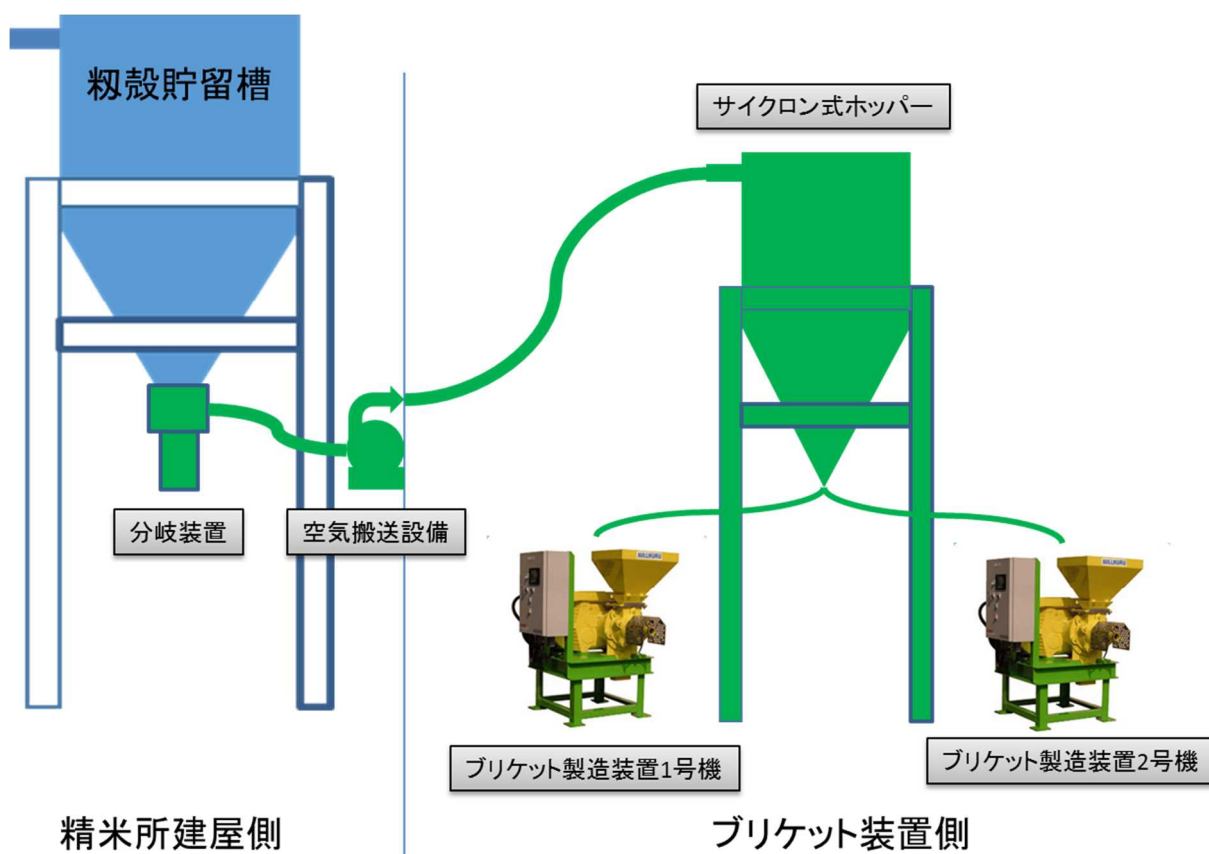 籾殻貯留槽
サイクロン式ホッパー
分岐装置
空気搬送設備
ブリケット製造装置1号機
ブリケット製造装置2号機
精米所建屋側
ブリケット装置側